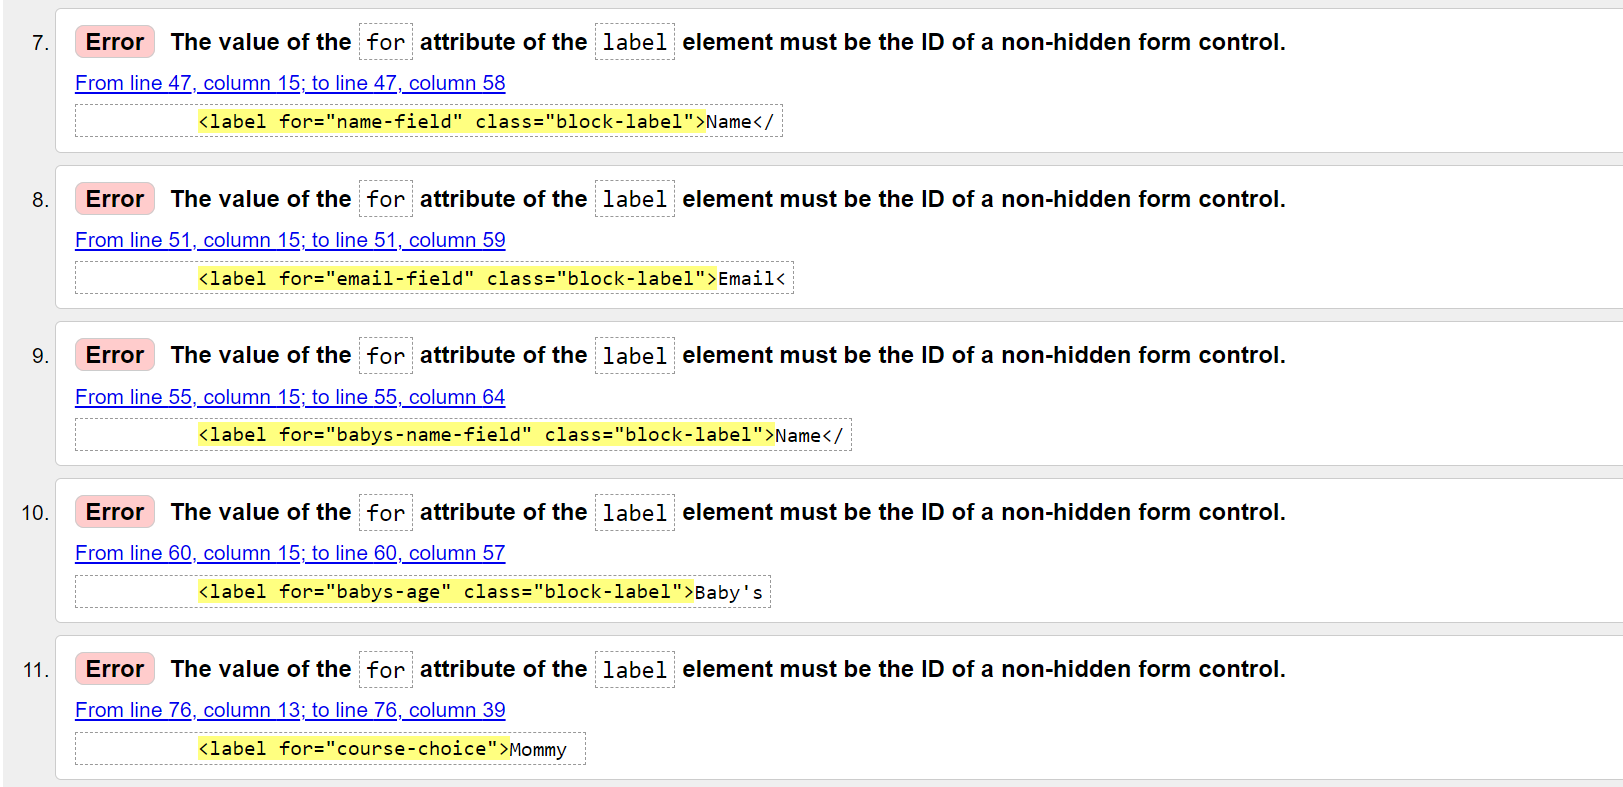 7. Error The value of the for attribute of the label element must be the ID of a non-hidden form control.
From line 47, column 15; to line 47, column 58
<label for="name-field" class="block-label">Name</
8. Error The value of the for attribute of the label element must be the ID of a non-hidden form control.
From line 51, column 15; to line 51, column 59
<label for="email-field" class="block-label">Email<
9. Error The value of the for attribute of the label element must be the ID of a non-hidden form control.
From line 55, column 15; to line 55, column 64
<label for="babys-name-field" class="block-label">Name</
10. Error The value of the for attribute of the label element must be the ID of a non-hidden form control.
From line 60, column 15; to line 60, column 57
<label for="babys-age" class="block-label">Baby's
11. Error The value of the for attribute of the label element must be the ID of a non-hidden form control.
From line 76, column 13; to line 76, column 39
<label for="course-choice">Mommy